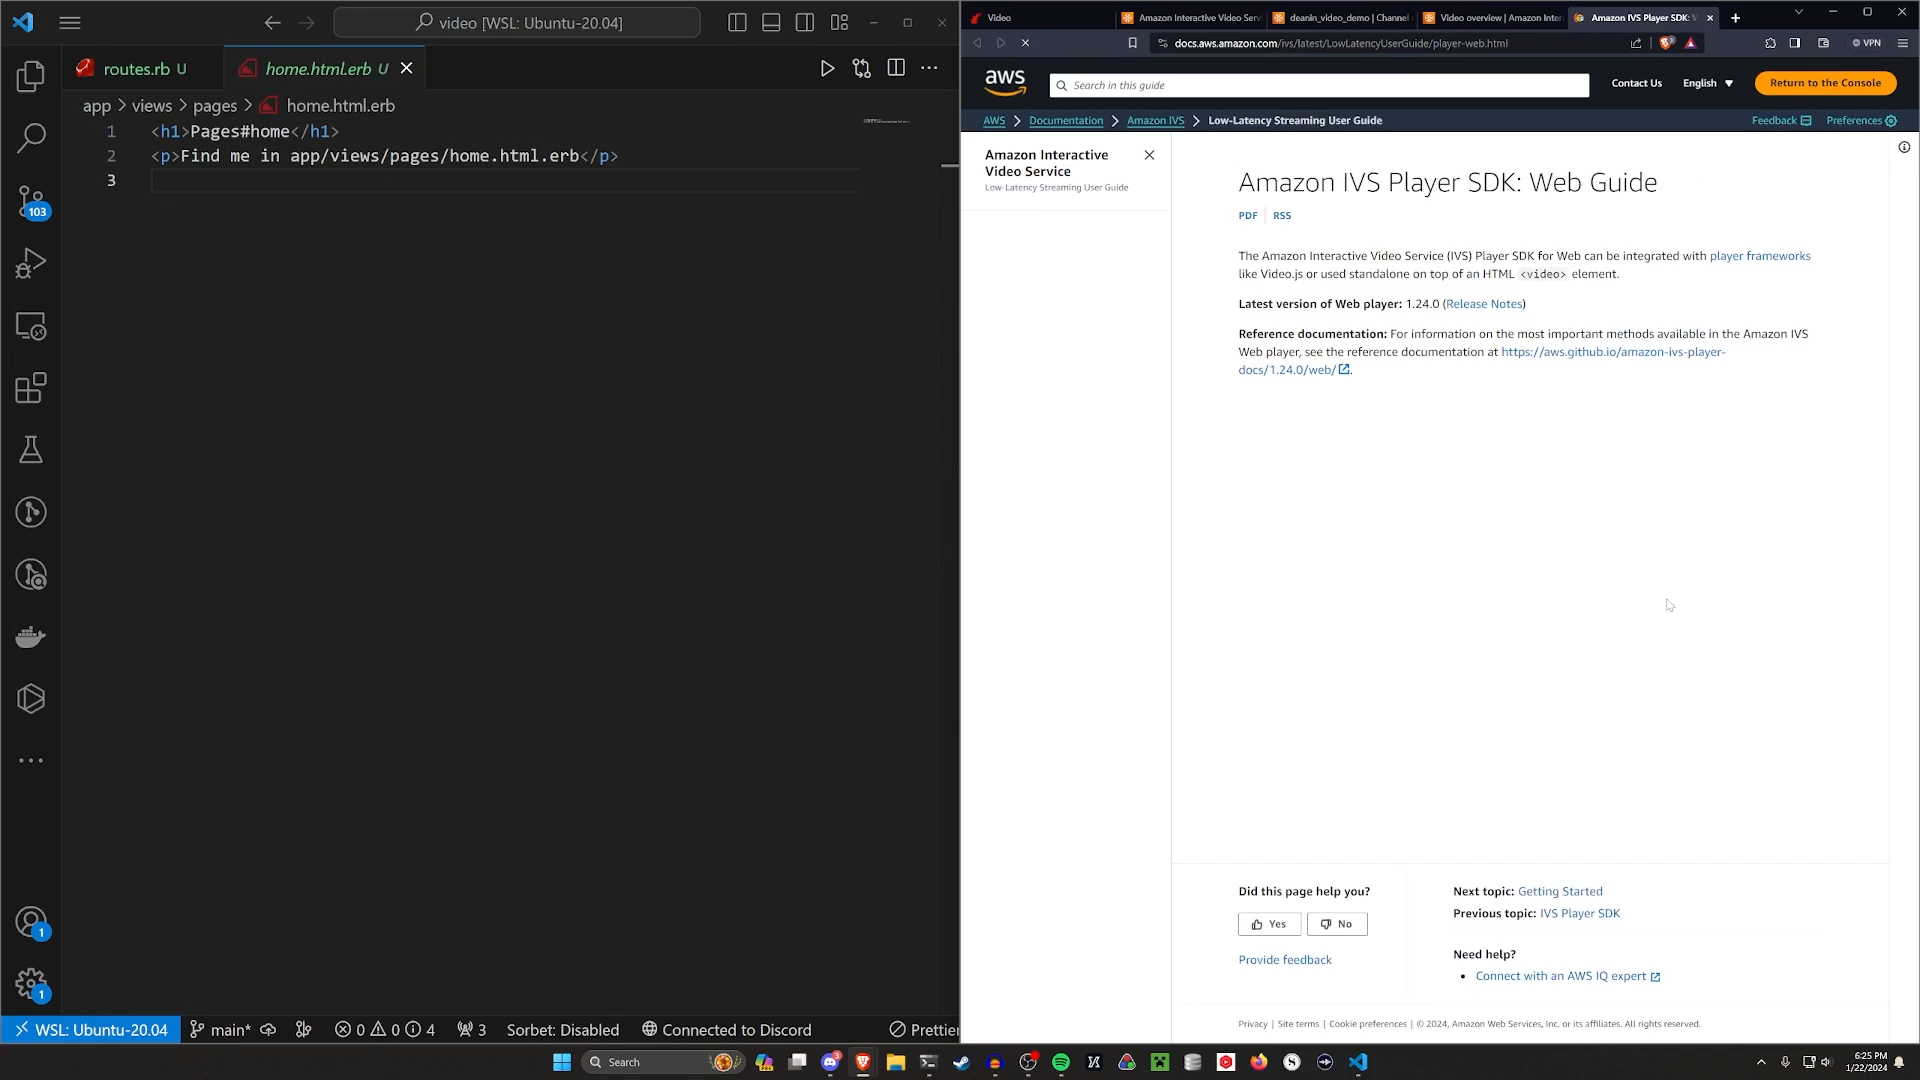 video [WSL: Ubuntu-20.04]
routes.rb U
home.html.erb U
app > views > pages > home.html.erb
1 <h1>Pages#home</h1>
2 <p>Find me in app/views/pages/home.html.erb</p>
3
103
1
1
WSL: Ubuntu-20.04
main*
0 0 4
3
Sorbet: Disabled
Connected to Discord
Prettier
Video
Amazon Interactive Video Serv
deanin_video_demo | Channel
Video overview | Amazon Inter
Amazon IVS Player SDK: W
docs.aws.amazon.com/ivs/latest/LowLatencyUserGuide/player-web.html
VPN
aws
Search in this guide
Contact Us
English
Return to the Console
AWS > Documentation > Amazon IVS > Low-Latency Streaming User Guide
Feedback
Preferences
Amazon Interactive
Video Service
Low-Latency Streaming User Guide
Amazon IVS Player SDK: Web Guide
PDF | RSS
The Amazon Interactive Video Service (IVS) Player SDK for Web can be integrated with player frameworks
like Video.js or used standalone on top of an HTML <video> element.
Latest version of Web player: 1.24.0 (Release Notes)
Reference documentation: For information on the most important methods available in the Amazon IVS
Web player, see the reference documentation at https://aws.github.io/amazon-ivs-player-
docs/1.24.0/web/.
Did this page help you?
Yes
No
Provide feedback
Next topic: Getting Started
Previous topic: IVS Player SDK
Need help?
• Connect with an AWS IQ expert
Privacy | Site terms | Cookie preferences | © 2024, Amazon Web Services, Inc. or its affiliates. All rights reserved.
Search
6:25 PM
1/22/2024